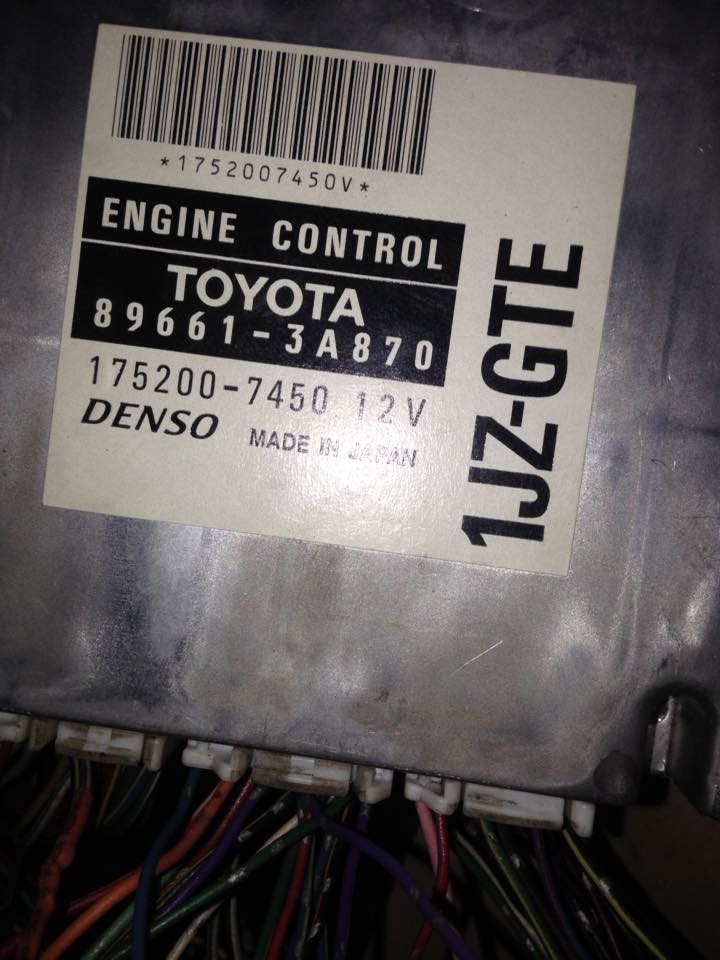 *1752007450V*
ENGINE CONTROL
TOYOTA
89661-3A870
175200-7450 12V
DENSO MADE IN JAPAN
1JZ-GTE